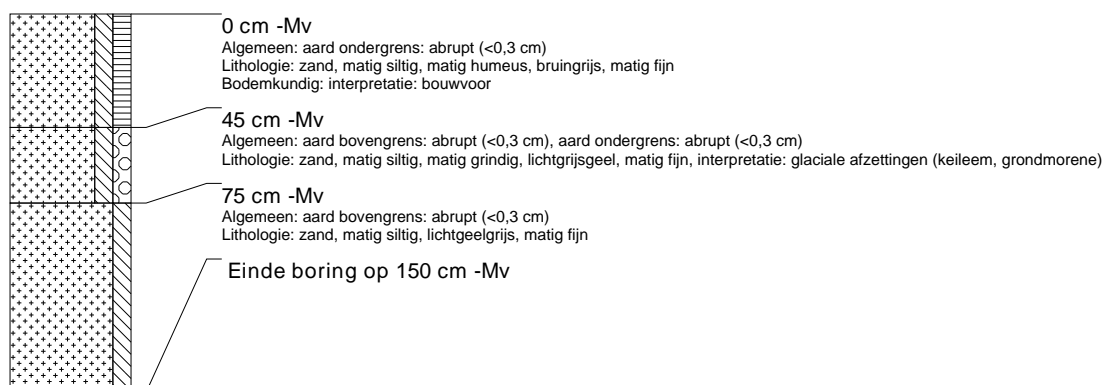 0 cm -Mv
Algemeen: aard ondergrens: abrupt (<0,3 cm)
Lithologie: zand, matig siltig, matig humeus, bruingrijs, matig fijn
Bodemkundig: interpretatie: bouwvoor
45 cm -Mv
Algemeen: aard bovengrens: abrupt (<0,3 cm), aard ondergrens: abrupt (<0,3 cm)
Lithologie: zand, matig siltig, matig grindig, lichtgrijsgeel, matig fijn, interpretatie: glaciale afzettingen (keileem, grondmorene)
75 cm -Mv
Algemeen: aard bovengrens: abrupt (<0,3 cm)
Lithologie: zand, matig siltig, lichtgeelgrijs, matig fijn
Einde boring op 150 cm -Mv